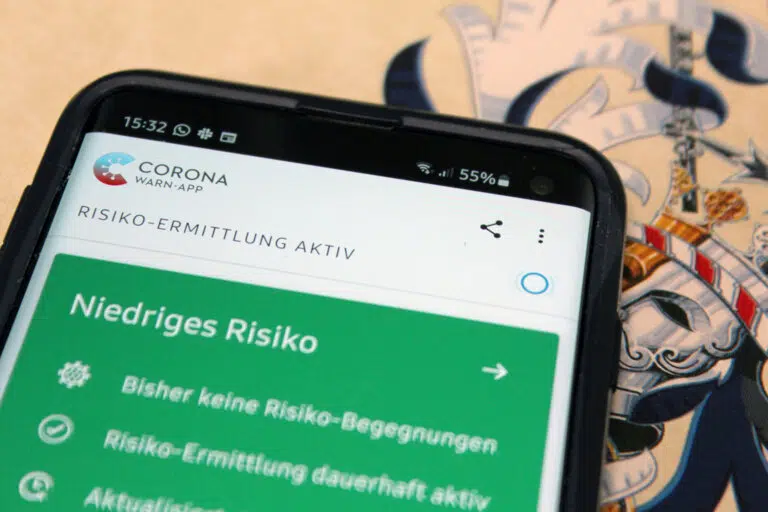 15:32 55%
CORONA
WARN-APP
RISIKO-ERMITTLUNG AKTIV
Niedriges Risiko
Bisher keine Risiko-Begegnungen
Risiko-Ermittlung dauerhaft aktiv